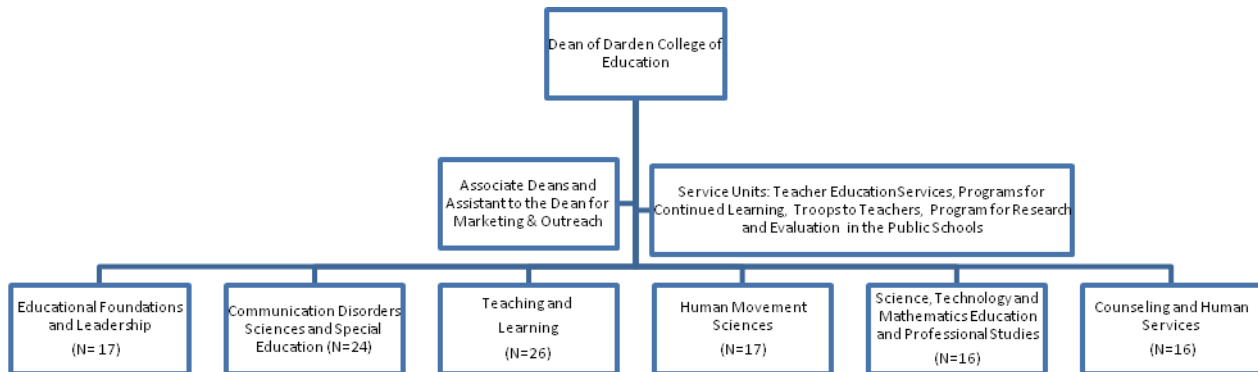 Dean of Darden College of
Education
Associate Deans and
Assistant to the Dean for
Marketing & Outreach
Service Units: Teacher Education Services, Programs for
Continued Learning, Troops to Teachers, Program for Research
and Evaluation in the Public Schools
Educational Foundations
and Leadership
(N= 17)
Communication Disorders
Sciences and Special
Education (N=24)
Teaching and
Learning
(N=26)
Human Movement
Sciences
(N=17)
Science, Technology and
Mathematics Education
and Professional Studies
(N=16)
Counseling and Human
Services
(N=16)